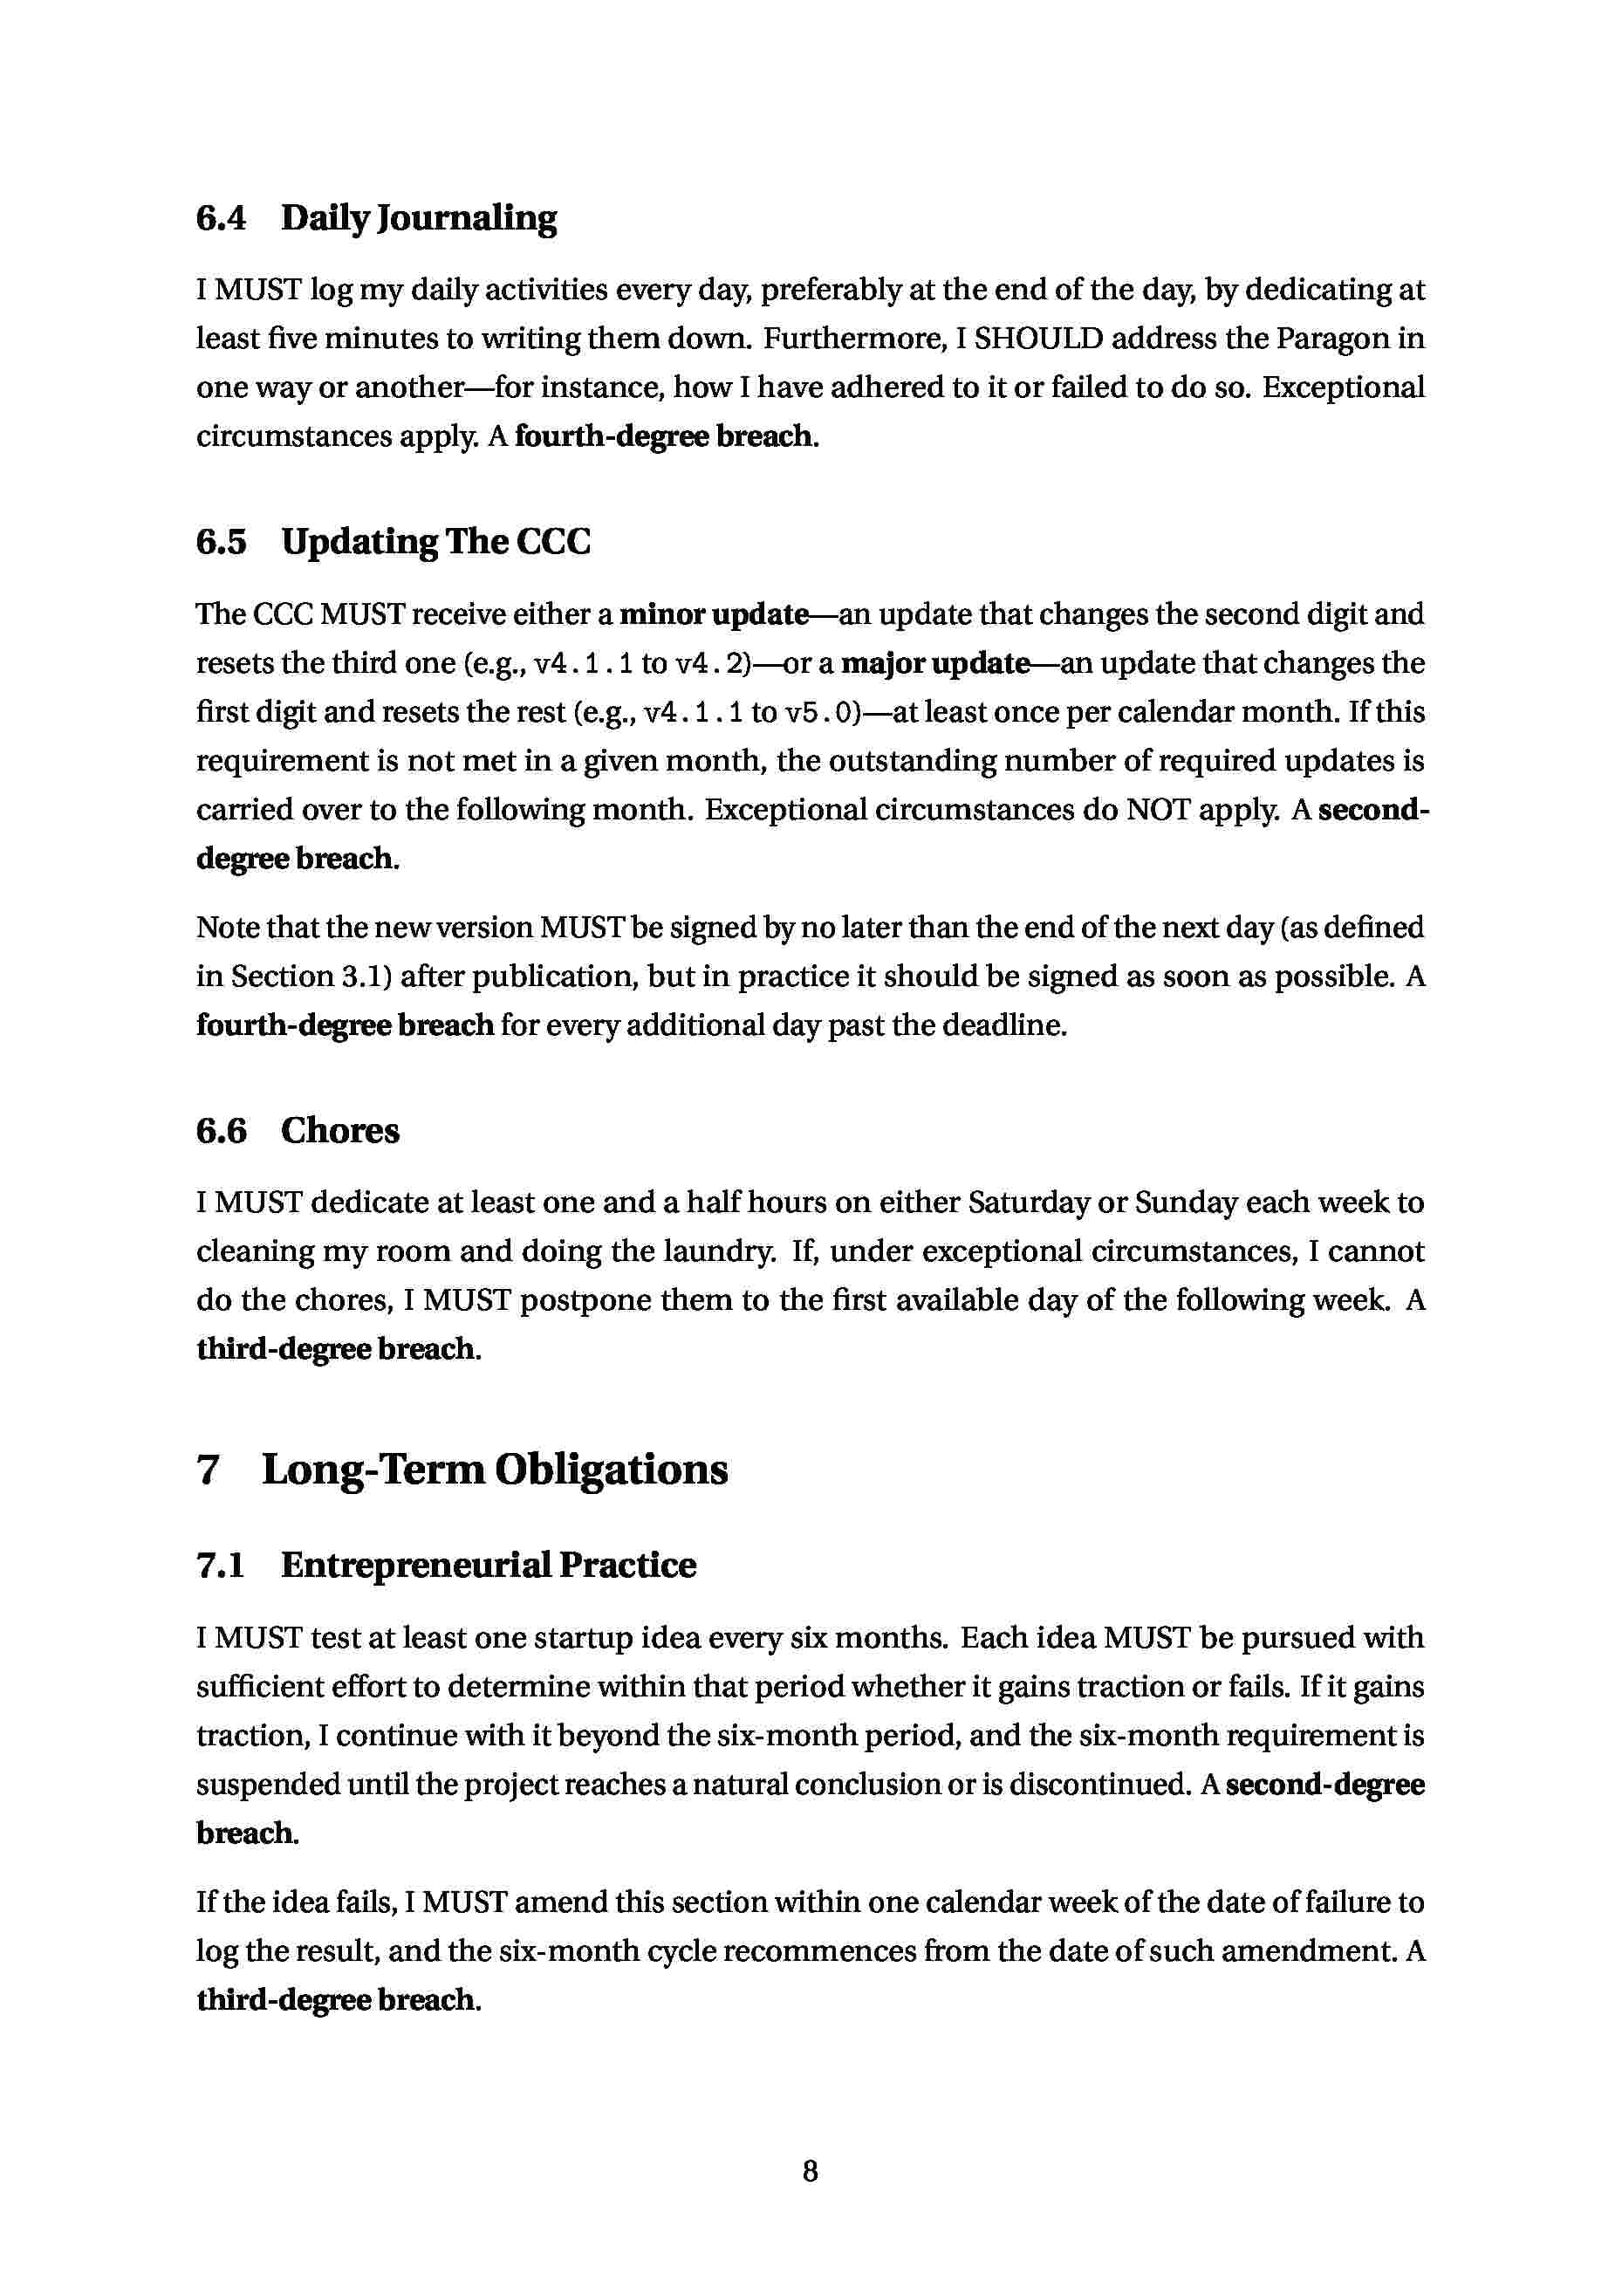 6.4 Daily Journaling
I MUST log my daily activities every day, preferably at the end of the day, by dedicating at
least five minutes to writing them down. Furthermore, I SHOULD address the Paragon in
one way or another—for instance, how I have adhered to it or failed to do so. Exceptional
circumstances apply. A fourth-degree breach.
6.5 Updating The CCC
The CCC MUST receive either a minor update—an update that changes the second digit and
resets the third one (e.g., v4.1.1 to v4.2)—or a major update—an update that changes the
first digit and resets the rest (e.g., v4.1.1 to v5.0)—at least once per calendar month. If this
requirement is not met in a given month, the outstanding number of required updates is
carried over to the following month. Exceptional circumstances do NOT apply. A second-
degree breach.
Note that the new version MUST be signed by no later than the end of the next day (as defined
in Section 3.1) after publication, but in practice it should be signed as soon as possible. A
fourth-degree breach for every additional day past the deadline.
6.6 Chores
I MUST dedicate at least one and a half hours on either Saturday or Sunday each week to
cleaning my room and doing the laundry. If, under exceptional circumstances, I cannot
do the chores, I MUST postpone them to the first available day of the following week. A
third-degree breach.
7 Long-Term Obligations
7.1 Entrepreneurial Practice
I MUST test at least one startup idea every six months. Each idea MUST be pursued with
sufficient effort to determine within that period whether it gains traction or fails. If it gains
traction, I continue with it beyond the six-month period, and the six-month requirement is
suspended until the project reaches a natural conclusion or is discontinued. A second-degree
breach.
If the idea fails, I MUST amend this section within one calendar week of the date of failure to
log the result, and the six-month cycle recommences from the date of such amendment. A
third-degree breach.
8